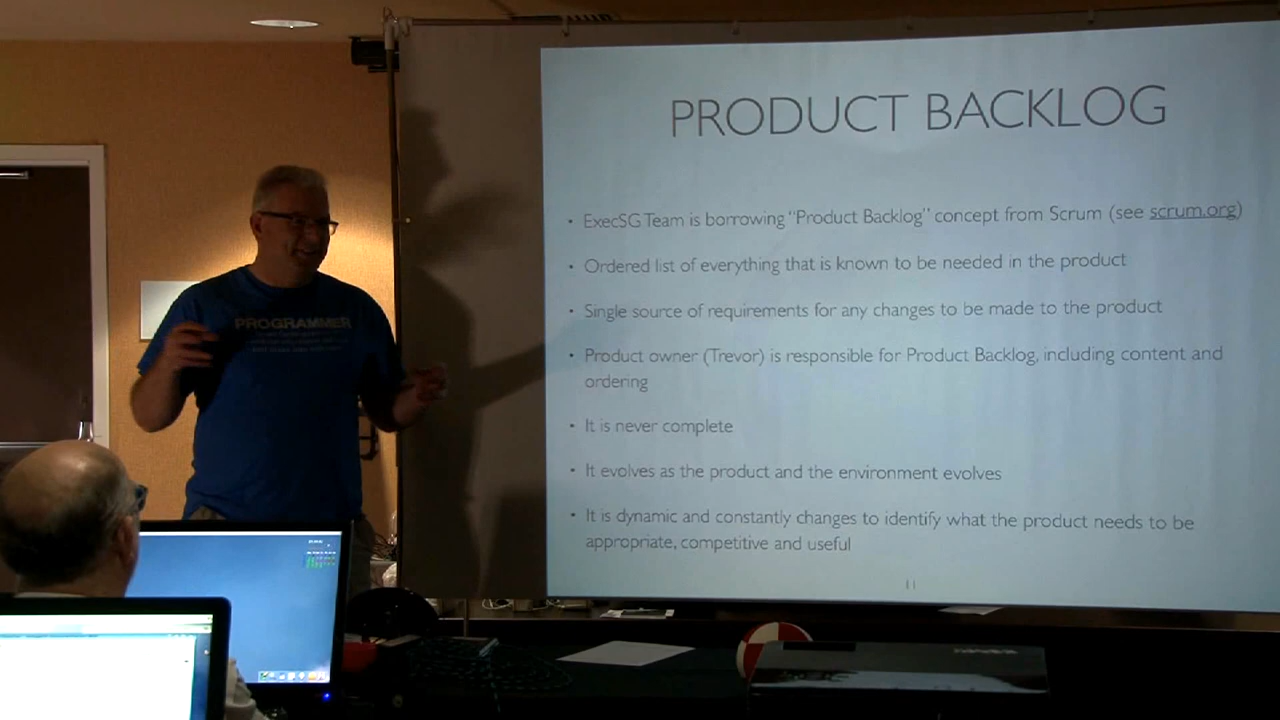 PRODUCT BACKLOG
• ExecSG Team is borrowing “Product Backlog” concept from Scrum (see scrum.org)
• Ordered list of everything that is known to be needed in the product
• Single source of requirements for any changes to be made to the product
• Product owner (Trevor) is responsible for Product Backlog, including content and
ordering
• It is never complete
• It evolves as the product and the environment evolves
• It is dynamic and constantly changes to identify what the product needs to be
appropriate, competitive and useful
11
PROGRAMMER